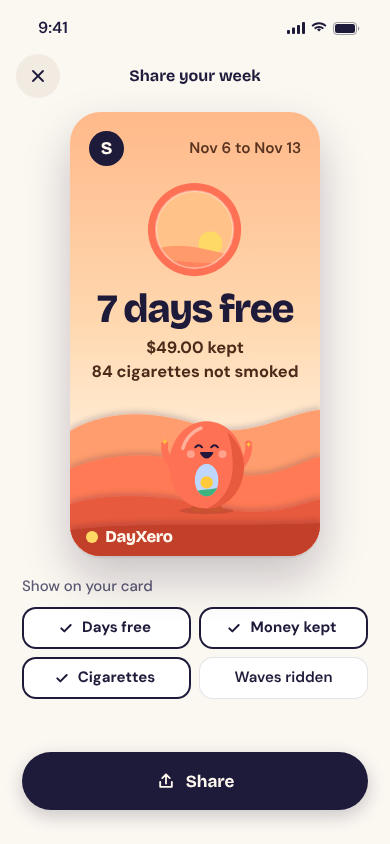 9:41
Share your week
S
Nov 6 to Nov 13
7 days free
$49.00 kept
84 cigarettes not smoked
DayXero
Show on your card
Days free
Money kept
Cigarettes
Waves ridden
Share